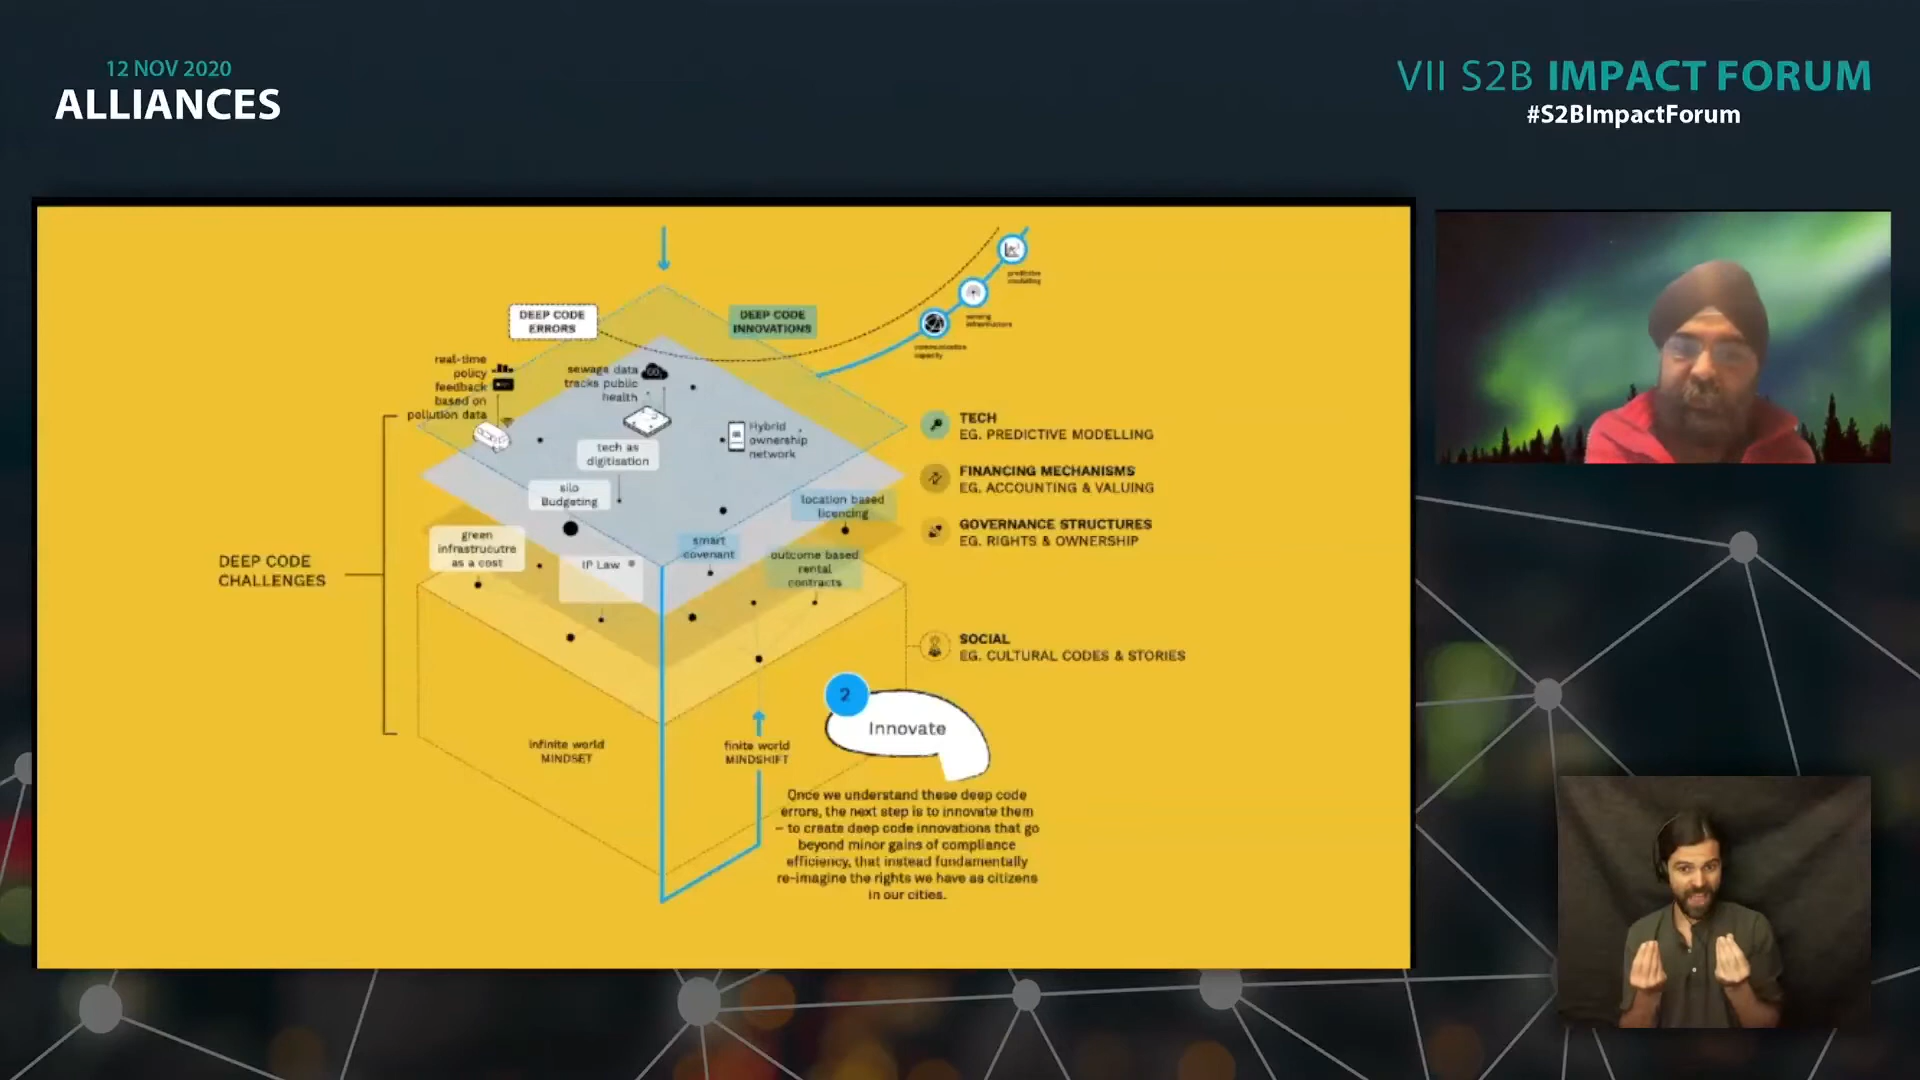 12 NOV 2020
ALLIANCES
VII S2B IMPACT FORUM
#S2BImpactForum
DEEP CODE
ERRORS
DEEP CODE
INNOVATIONS
predictive
modelling
sensing
infrastructure
communication
capacity
real-time
policy
feedback
based on
pollution data
sewage data
tracks public
health
tech as
digitisation
Hybrid
ownership
network
silo
Budgeting
location based
licencing
green
infrastrucutre
as a cost
IP Law
smart
covenant
outcome based
rental
contracts
DEEP CODE
CHALLENGES
TECH
EG. PREDICTIVE MODELLING
FINANCING MECHANISMS
EG. ACCOUNTING & VALUING
GOVERNANCE STRUCTURES
EG. RIGHTS & OWNERSHIP
SOCIAL
EG. CULTURAL CODES & STORIES
infinite world
MINDSET
finite world
MINDSHIFT
2
Innovate
Once we understand these deep code
errors, the next step is to innovate them
– to create deep code innovations that go
beyond minor gains of compliance
efficiency, that instead fundamentally
re-imagine the rights we have as citizens
in our cities.